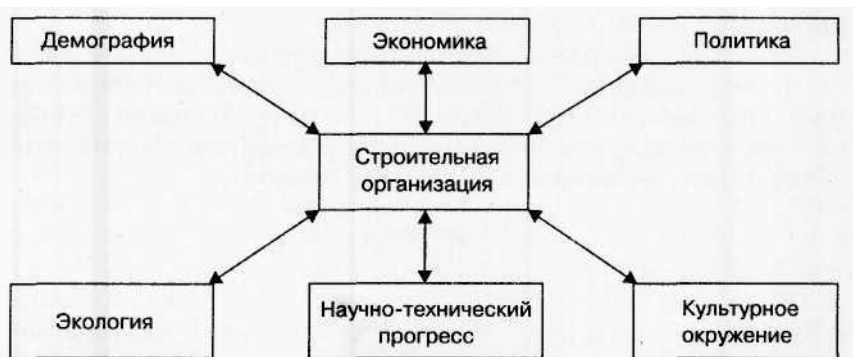 Демография
Экономика
Политика
Строительная
организация
Экология
Научно-технический
прогресс
Культурное
окружение